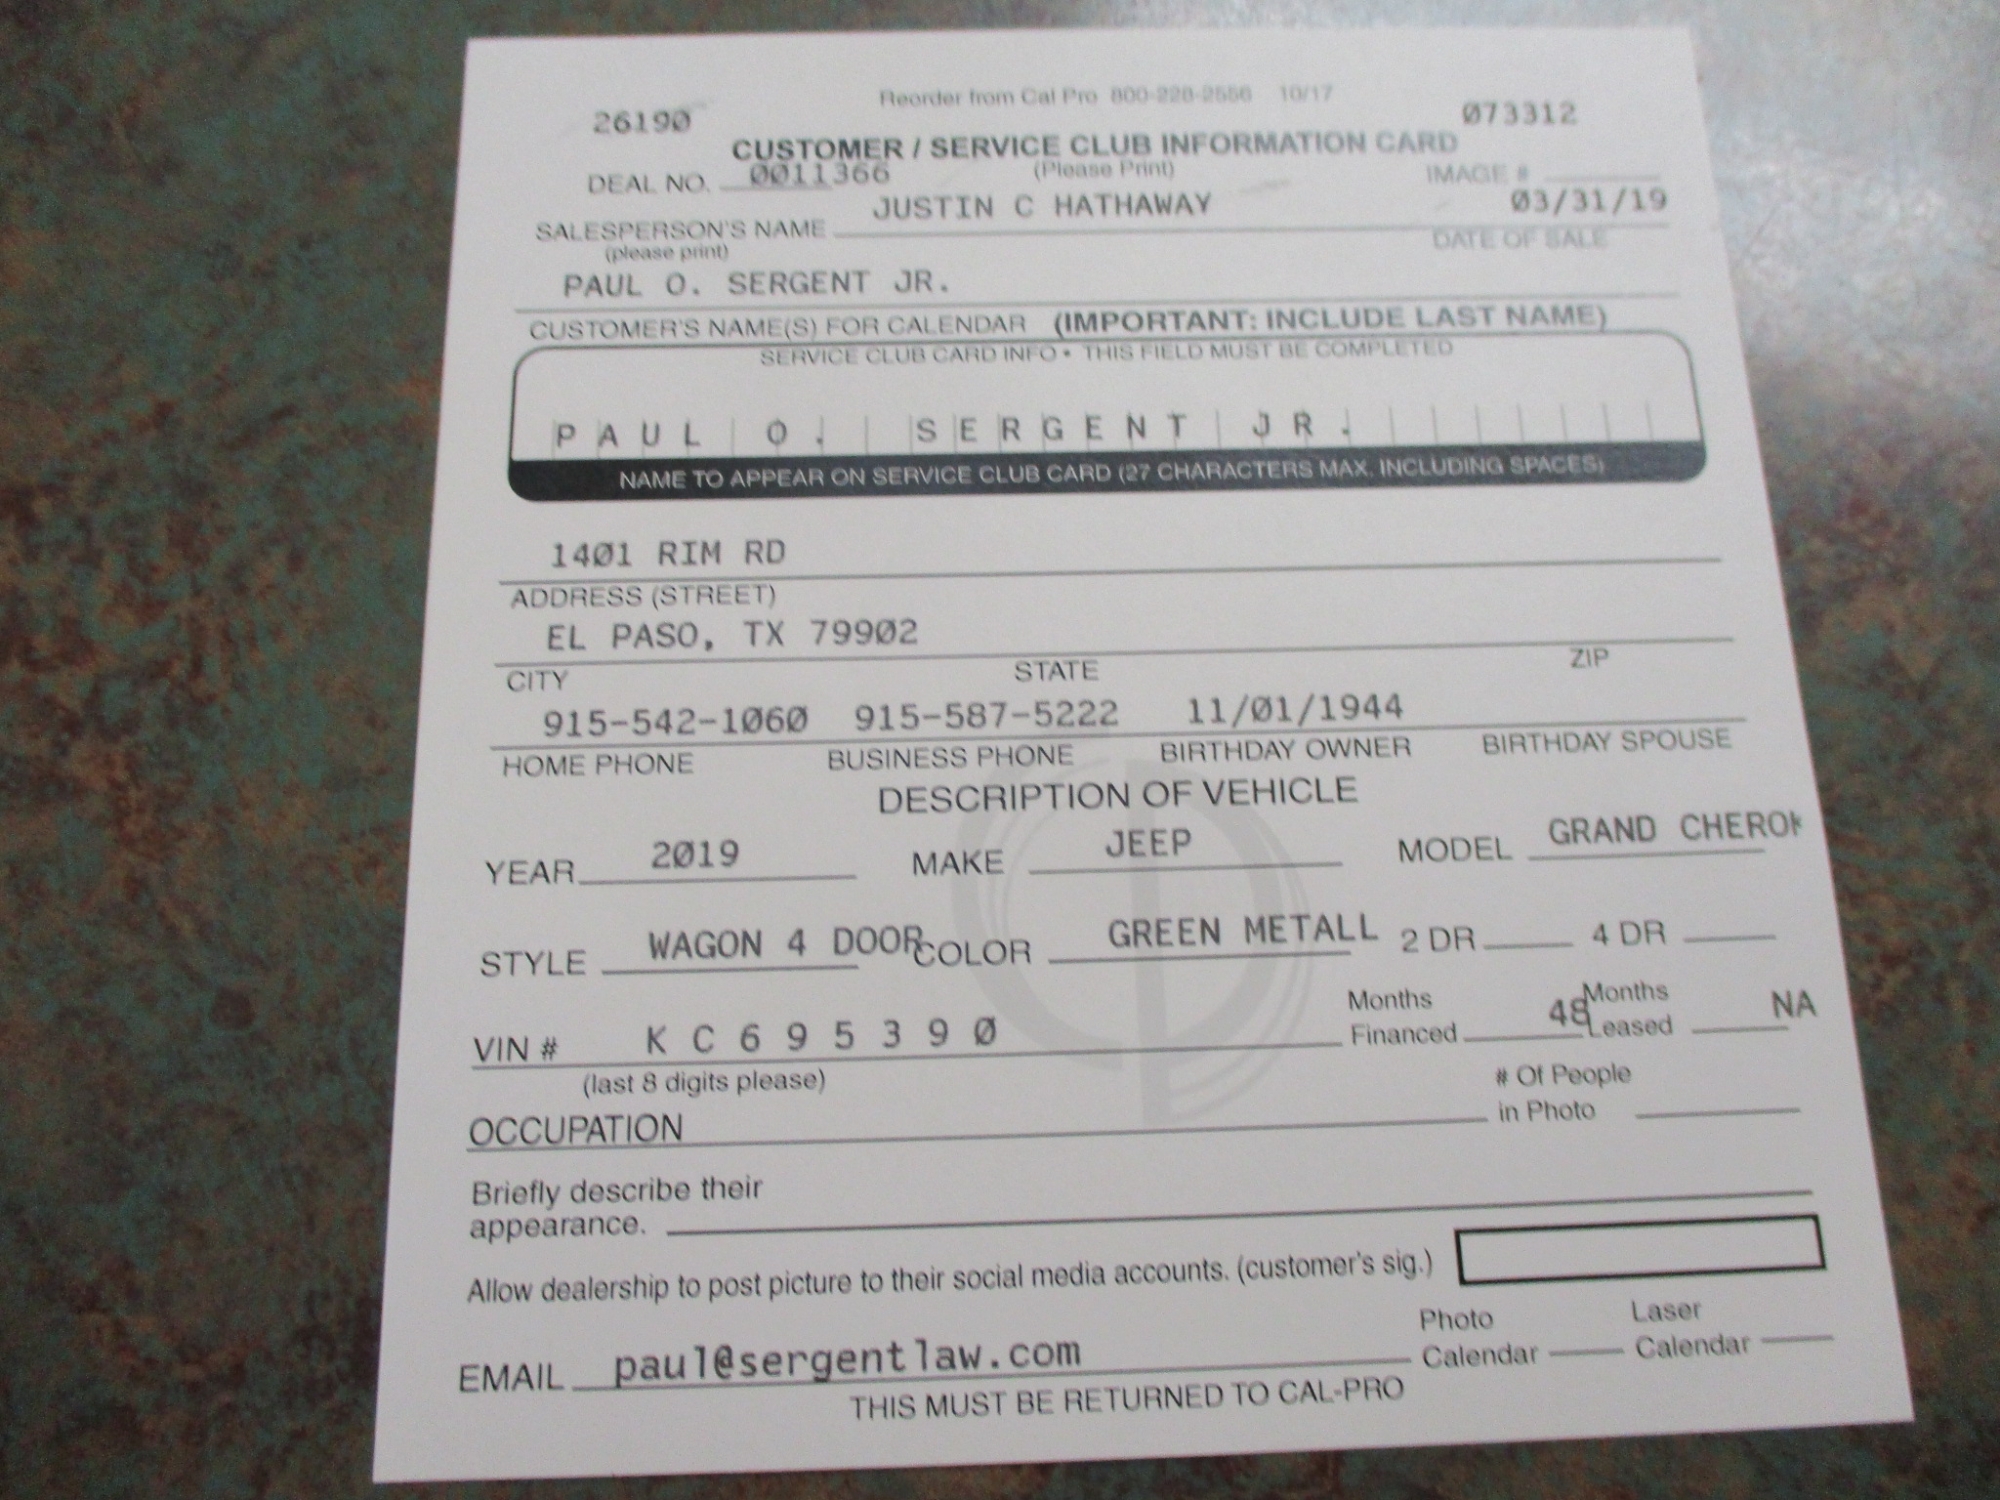 Reorder from Cal Pro 800-228-2556 10/17
26190 073312
CUSTOMER / SERVICE CLUB INFORMATION CARD
DEAL NO. 0011366 (Please Print) IMAGE #
SALESPERSON'S NAME JUSTIN C HATHAWAY 03/31/19
(please print) DATE OF SALE
PAUL O. SERGENT JR.
CUSTOMER'S NAME(S) FOR CALENDAR (IMPORTANT: INCLUDE LAST NAME)
SERVICE CLUB CARD INFO • THIS FIELD MUST BE COMPLETED
PAUL O. SERGENT JR.
NAME TO APPEAR ON SERVICE CLUB CARD (27 CHARACTERS MAX. INCLUDING SPACES)
1401 RIM RD
ADDRESS (STREET)
EL PASO, TX 79902
CITY STATE ZIP
915-542-1060 915-587-5222 11/01/1944
HOME PHONE BUSINESS PHONE BIRTHDAY OWNER BIRTHDAY SPOUSE
DESCRIPTION OF VEHICLE
YEAR 2019 MAKE JEEP MODEL GRAND CHEROK
STYLE WAGON 4 DOOR COLOR GREEN METALL 2 DR 4 DR
VIN # K C 6 9 5 3 9 0 Months Financed 48 Months Leased NA
(last 8 digits please)
OCCUPATION # Of People in Photo
Briefly describe their
appearance.
Allow dealership to post picture to their social media accounts. (customer's sig.)
EMAIL paul@sergentlaw.com Photo Calendar Laser Calendar
THIS MUST BE RETURNED TO CAL-PRO